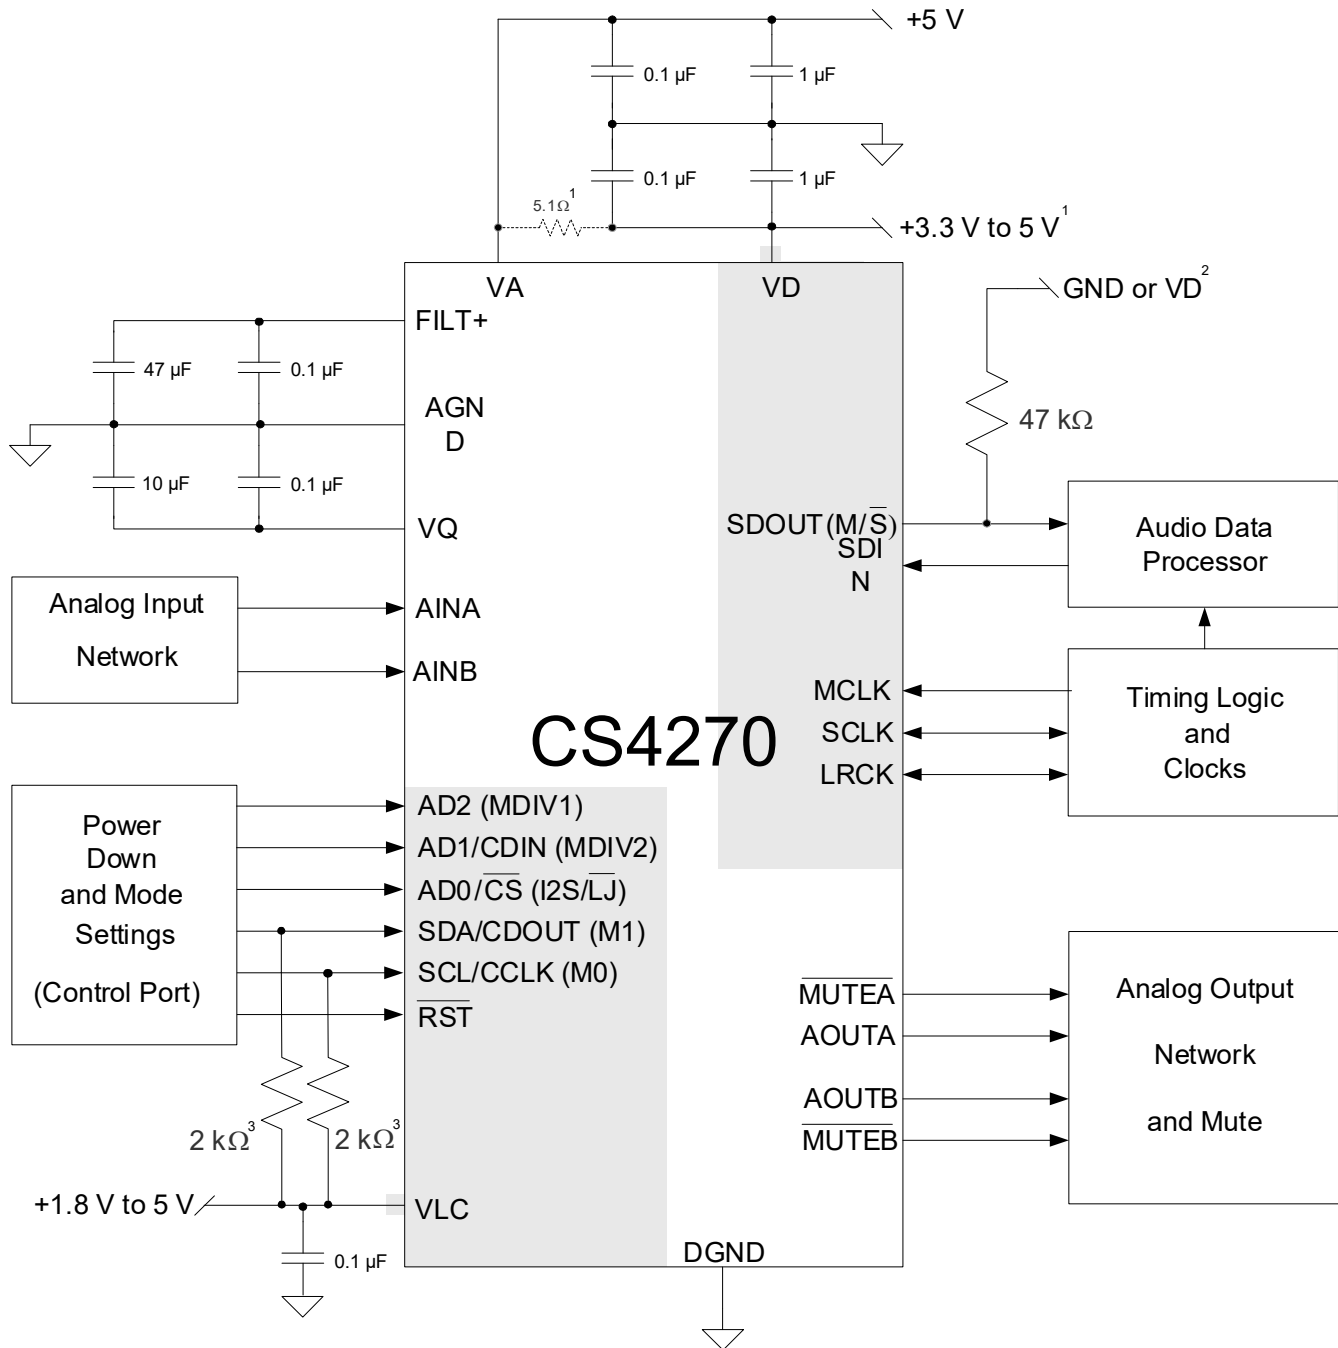 +5 V
0.1 µF
1 µF
0.1 µF
1 µF
5.1Ω¹
+3.3 V to 5 V¹
VA
VD
GND or VD²
FILT+
47 µF
0.1 µF
AGN
D
47 kΩ
10 µF
0.1 µF
VQ
SDOUT (M/S̅)
SDI
N
Audio Data
Processor
Analog Input
Network
AINA
AINB
MCLK
SCLK
LRCK
Timing Logic
and
Clocks
CS4270
Power
Down
and Mode
Settings
(Control Port)
AD2 (MDIV1)
AD1/CDIN (MDIV2)
AD0/C̅S̅ (I2S/L̅J̅)
SDA/CDOUT (M1)
SCL/CCLK (M0)
R̅S̅T̅
M̅U̅T̅E̅A̅
AOUTA
AOUTB
M̅U̅T̅E̅B̅
Analog Output
Network
and Mute
2 kΩ³
2 kΩ³
+1.8 V to 5 V
VLC
0.1 µF
DGND